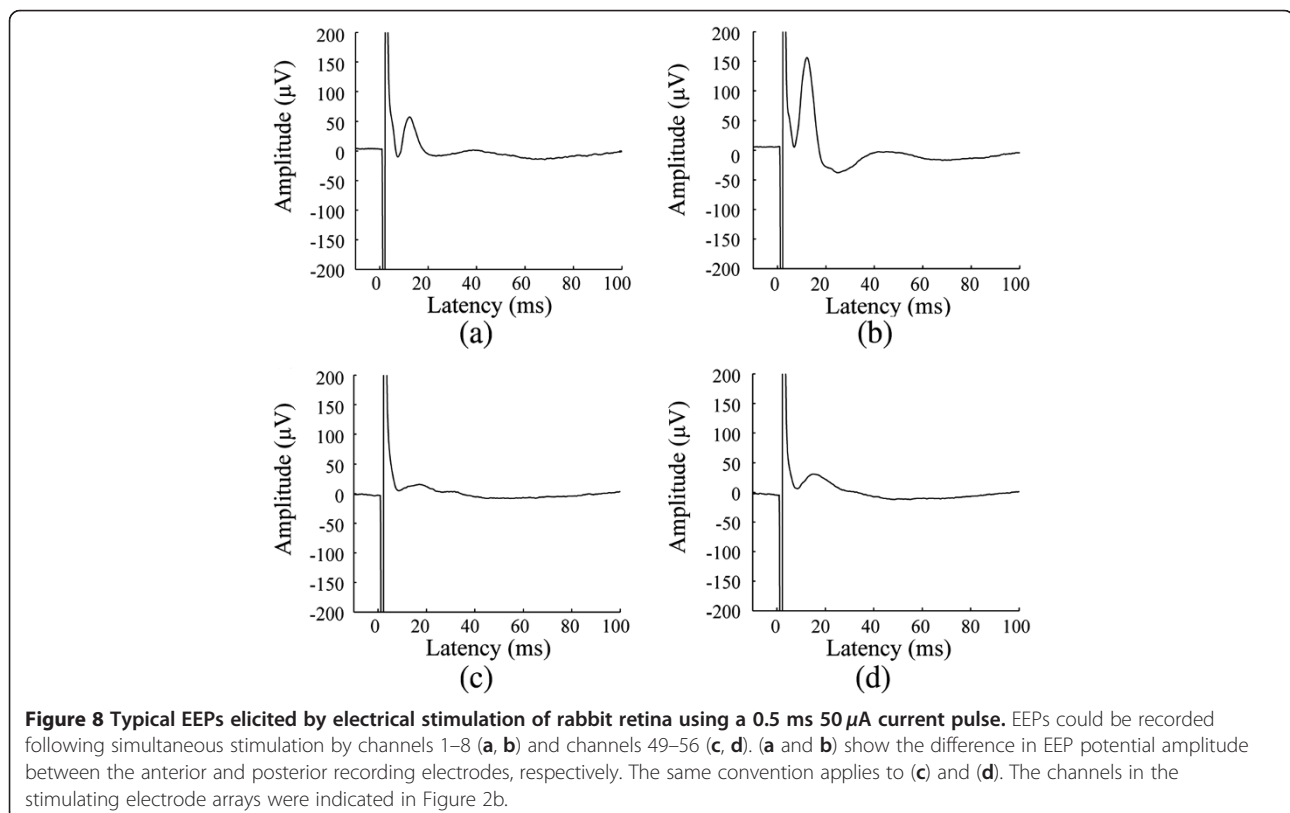 200
150
100
50
0
-50
-100
-150
-200
Amplitude (μV)
0 20 40 60 80 100
Latency (ms)
(a)
200
150
100
50
0
-50
-100
-150
-200
Amplitude (μV)
0 20 40 60 80 100
Latency (ms)
(b)
200
150
100
50
0
-50
-100
-150
-200
Amplitude (μV)
0 20 40 60 80 100
Latency (ms)
(c)
200
150
100
50
0
-50
-100
-150
-200
Amplitude (μV)
0 20 40 60 80 100
Latency (ms)
(d)
Figure 8 Typical EEPs elicited by electrical stimulation of rabbit retina using a 0.5 ms 50 μA current pulse. EEPs could be recorded
following simultaneous stimulation by channels 1–8 (a, b) and channels 49–56 (c, d). (a and b) show the difference in EEP potential amplitude
between the anterior and posterior recording electrodes, respectively. The same convention applies to (c) and (d). The channels in the
stimulating electrode arrays were indicated in Figure 2b.